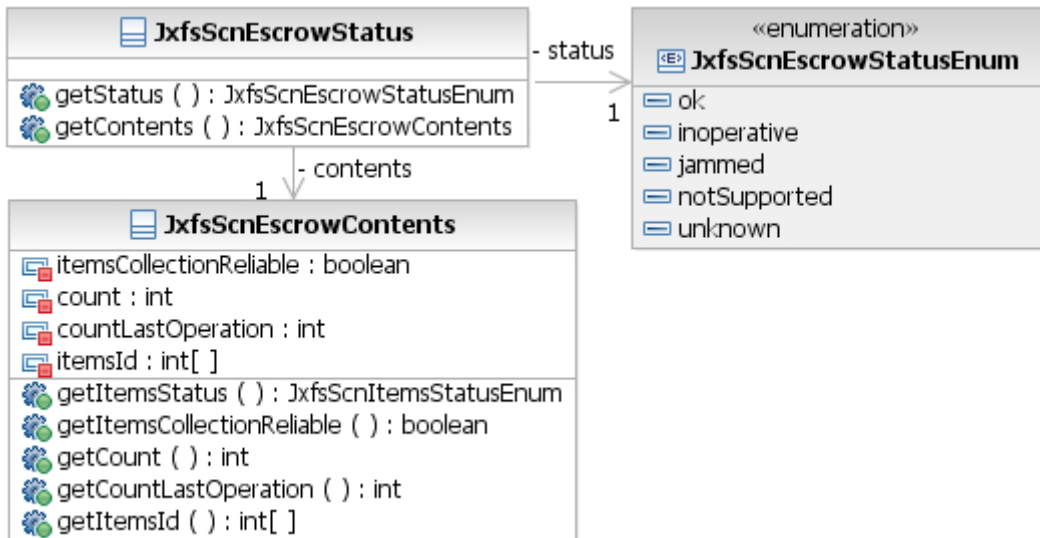 JxfsScnEscrowStatus
getStatus ( ) : JxfsScnEscrowStatusEnum
getContents ( ) : JxfsScnEscrowContents
- status
1
«enumeration»
JxfsScnEscrowStatusEnum
ok
inoperative
jammed
notSupported
unknown
- contents
1
JxfsScnEscrowContents
itemsCollectionReliable : boolean
count : int
countLastOperation : int
itemsId : int[ ]
getItemsStatus ( ) : JxfsScnItemsStatusEnum
getItemsCollectionReliable ( ) : boolean
getCount ( ) : int
getCountLastOperation ( ) : int
getItemsId ( ) : int[ ]